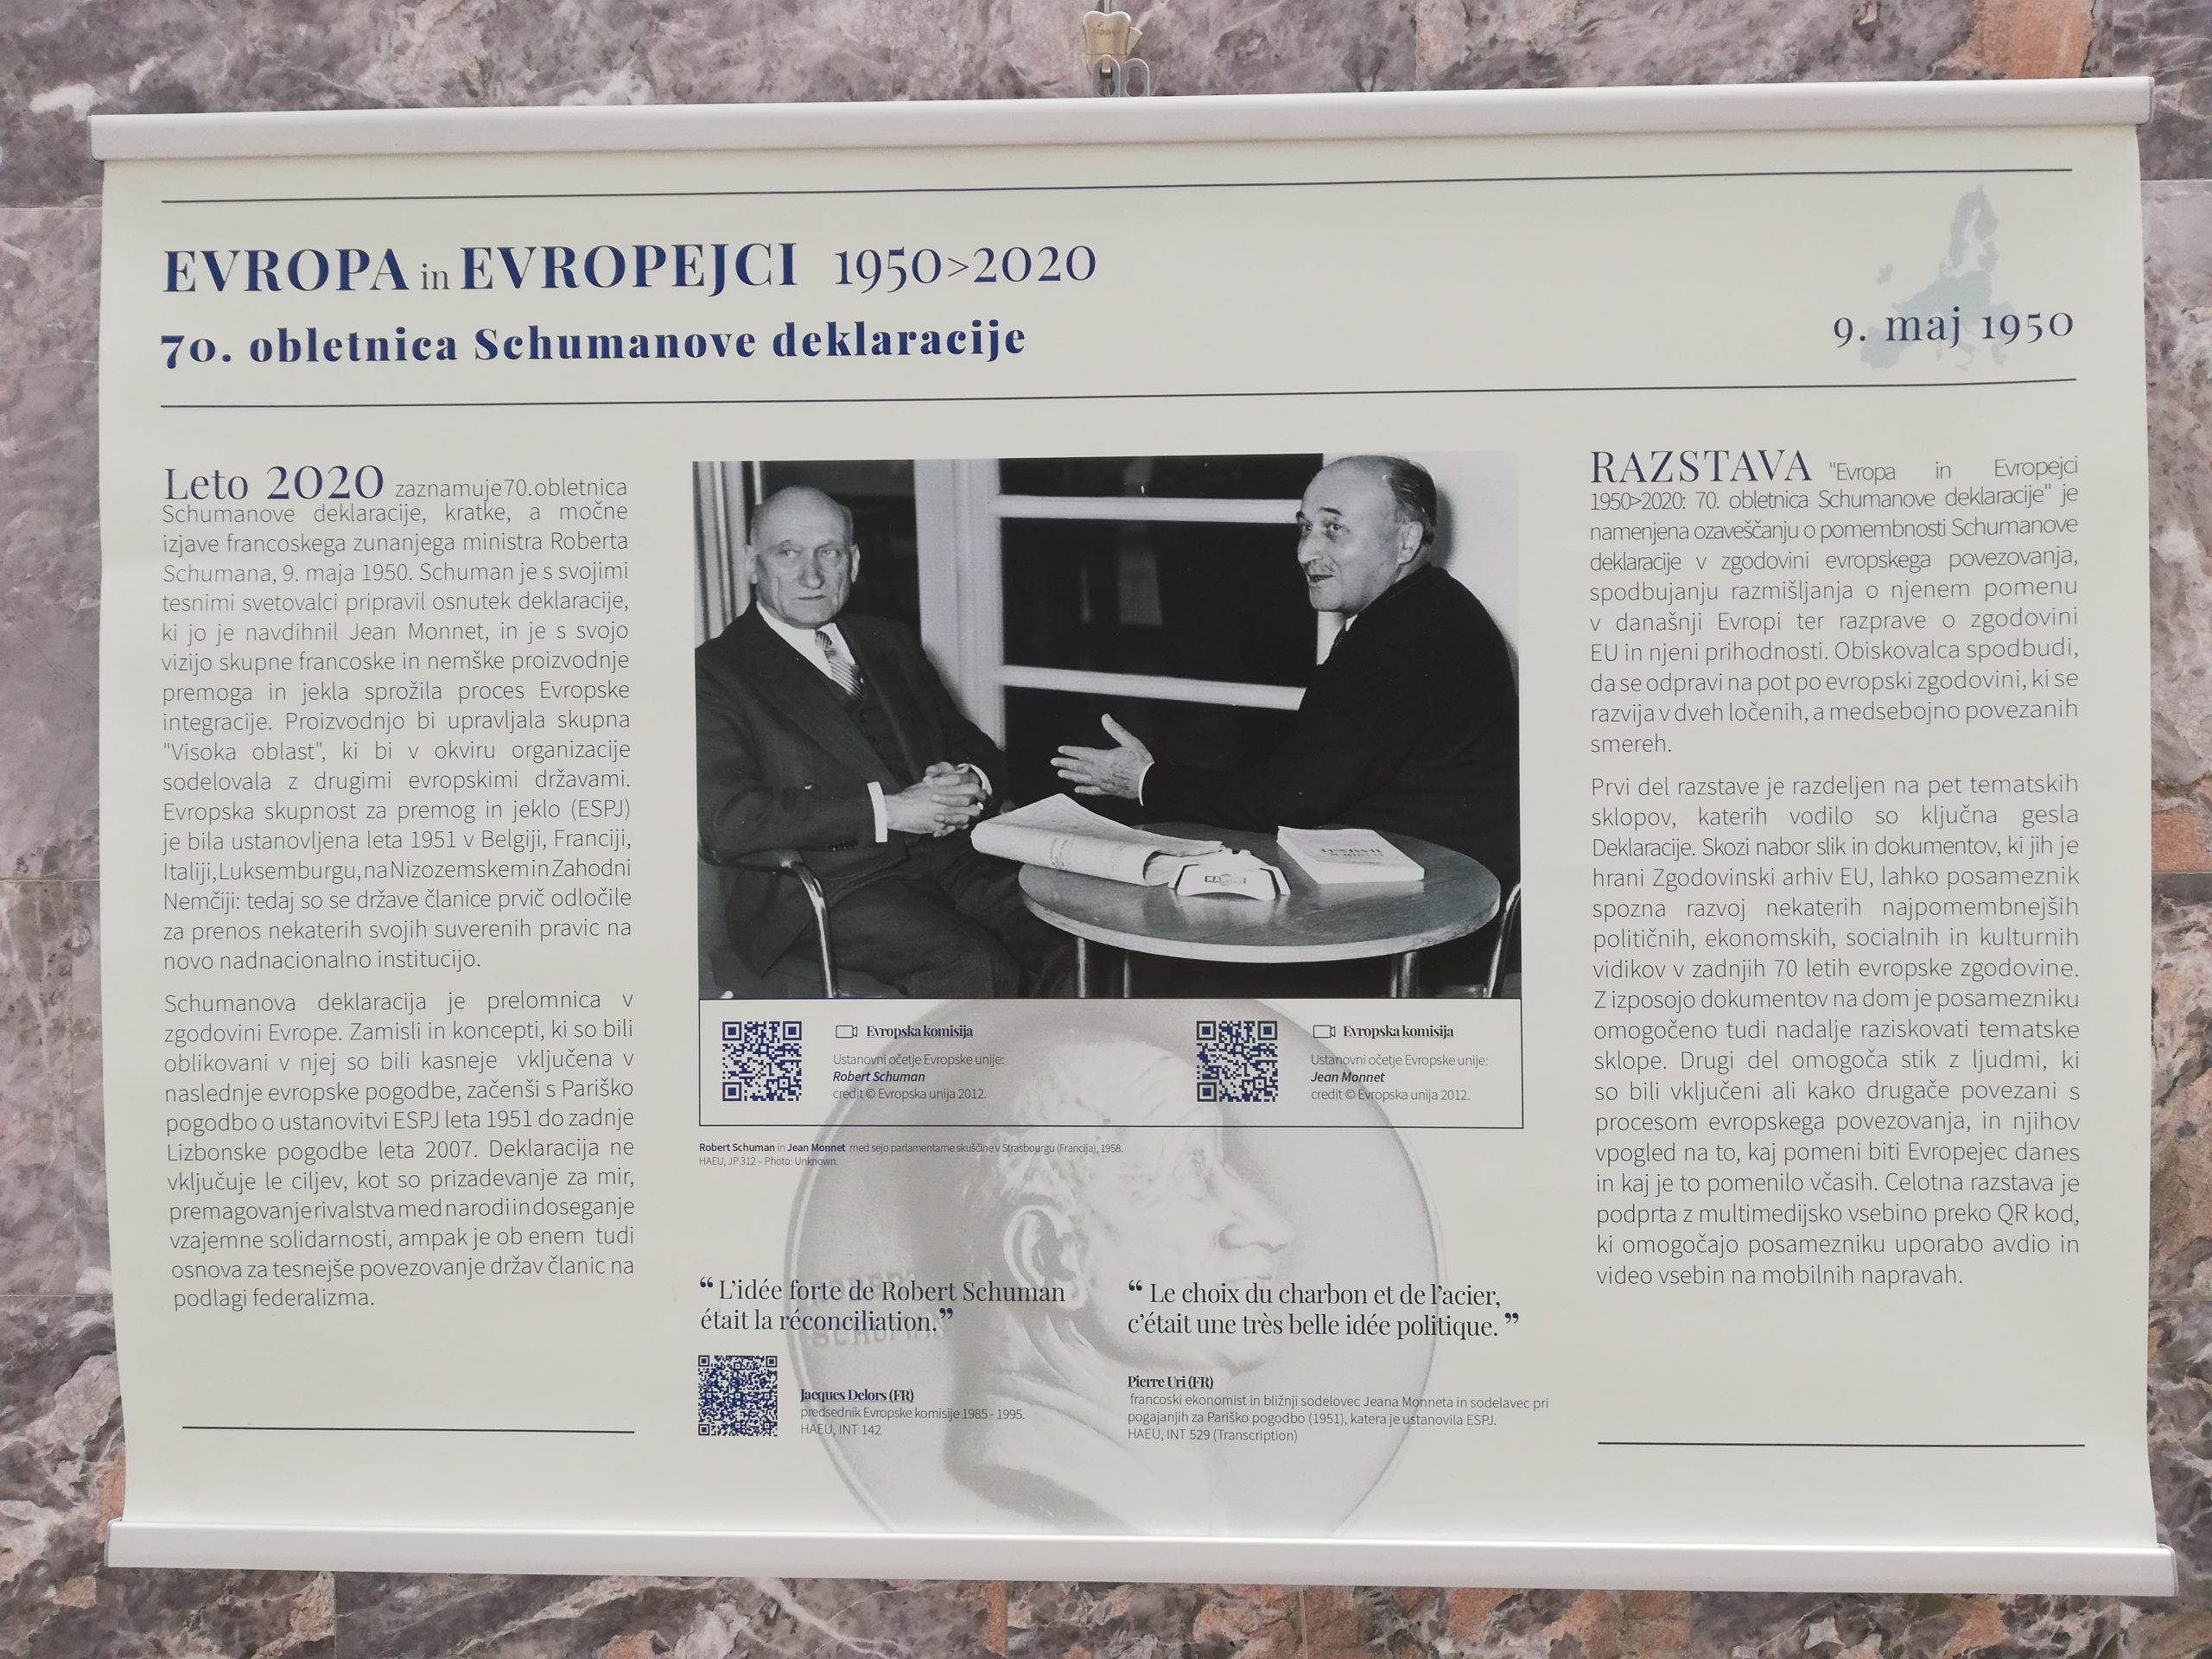 EVROPA in EVROPEJCI 1950>2020
70. obletnica Schumanove deklaracije
9. maj 1950
Leto 2020 zaznamuje 70. obletnica
Schumanove deklaracije, kratke, a močne
izjave francoskega zunanjega ministra Roberta
Schumana, 9. maja 1950. Schuman je s svojimi
tesnimi svetovalci pripravil osnutek deklaracije,
ki jo je navdihnil Jean Monnet, in je s svojo
vizijo skupne francoske in nemške proizvodnje
premoga in jekla sprožila proces Evropske
integracije. Proizvodnjo bi upravljala skupna
"Visoka oblast", ki bi v okviru organizacije
sodelovala z drugimi evropskimi državami.
Evropska skupnost za premog in jeklo (ESPJ)
je bila ustanovljena leta 1951 v Belgiji, Franciji,
Italiji, Luksemburgu, na Nizozemskem in Zahodni
Nemčiji: tedaj so se države članice prvič odločile
za prenos nekaterih svojih suverenih pravic na
novo nadnacionalno institucijo.
Schumanova deklaracija je prelomnica v
zgodovini Evrope. Zamisli in koncepti, ki so bili
oblikovani v njej so bili kasneje vključena v
naslednje evropske pogodbe, začenši s Pariško
pogodbo o ustanovitvi ESPJ leta 1951 do zadnje
Lizbonske pogodbe leta 2007. Deklaracija ne
vključuje le ciljev, kot so prizadevanje za mir,
premagovanje rivalstva med narodi in doseganje
vzajemne solidarnosti, ampak je ob enem tudi
osnova za tesnejše povezovanje držav članic na
podlagi federalizma.
MARTINI
Evropska komisija
Ustanovni očetje Evropske unije:
Robert Schuman
credit © Evropska unija 2012.
Evropska komisija
Ustanovni očetje Evropske unije:
Jean Monnet
credit © Evropska unija 2012.
Robert Schuman in Jean Monnet med sejo parlamentarne skuščine v Strasbourgu (Francija), 1958.
HAEU, JP 312 – Photo: Unknown.
“ L’idée forte de Robert Schuman
était la réconciliation.”
ROBERT
SCHUMAN
Jacques Delors (FR)
predsednik Evropske komisije 1985 - 1995.
HAEU, INT 142
“ Le choix du charbon et de l’acier,
c’était une très belle idée politique. ”
Pierre Uri (FR)
francoski ekonomist in bližnji sodelovec Jeana Monneta in sodelavec pri
pogajanjih za Pariško pogodbo (1951), katera je ustanovila ESPJ.
HAEU, INT 529 (Transcription)
RAZSTAVA "Evropa in Evropejci
1950>2020: 70. obletnica Schumanove deklaracije" je
namenjena ozaveščanju o pomembnosti Schumanove
deklaracije v zgodovini evropskega povezovanja,
spodbujanju razmišljanja o njenem pomenu
v današnji Evropi ter razprave o zgodovini
EU in njeni prihodnosti. Obiskovalca spodbudi,
da se odpravi na pot po evropski zgodovini, ki se
razvija v dveh ločenih, a medsebojno povezanih
smereh.
Prvi del razstave je razdeljen na pet tematskih
sklopov, katerih vodilo so ključna gesla
Deklaracije. Skozi nabor slik in dokumentov, ki jih je
hrani Zgodovinski arhiv EU, lahko posameznik
spozna razvoj nekaterih najpomembnejših
političnih, ekonomskih, socialnih in kulturnih
vidikov v zadnjih 70 letih evropske zgodovine.
Z izposojo dokumentov na dom je posamezniku
omogočeno tudi nadalje raziskovati tematske
sklope. Drugi del omogoča stik z ljudmi, ki
so bili vključeni ali kako drugače povezani s
procesom evropskega povezovanja, in njihov
vpogled na to, kaj pomeni biti Evropejec danes
in kaj je to pomenilo včasih. Celotna razstava je
podprta z multimedijsko vsebino preko QR kod,
ki omogočajo posamezniku uporabo avdio in
video vsebin na mobilnih napravah.